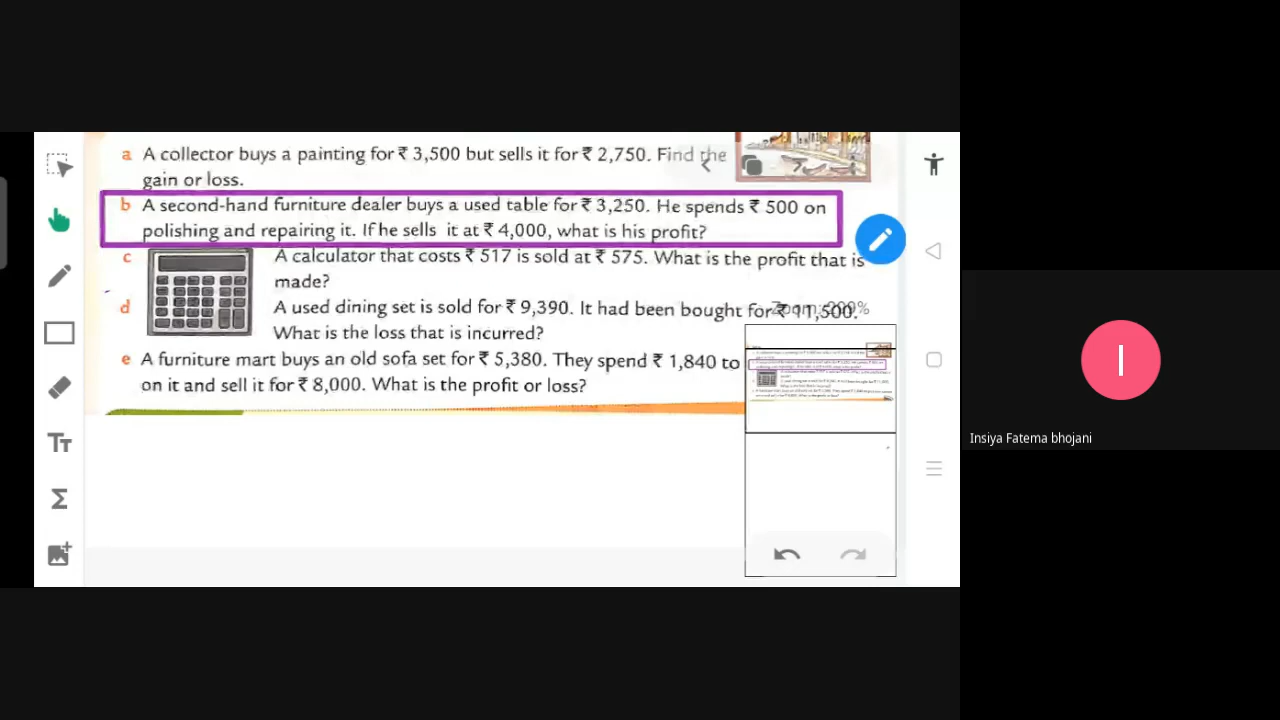 a A collector buys a painting for ₹ 3,500 but sells it for ₹ 2,750. Find the
gain or loss.
b A second-hand furniture dealer buys a used table for ₹ 3,250. He spends ₹ 500 on
polishing and repairing it. If he sells it at ₹ 4,000, what is his profit?
c A calculator that costs ₹ 517 is sold at ₹ 575. What is the profit that is
made?
d A used dining set is sold for ₹ 9,390. It had been bought for ₹ 11,500.
What is the loss that is incurred?
e A furniture mart buys an old sofa set for ₹ 5,380. They spend ₹ 1,840 to
on it and sell it for ₹ 8,000. What is the profit or loss?
Tт
Σ
I
Insiya Fatema bhojani